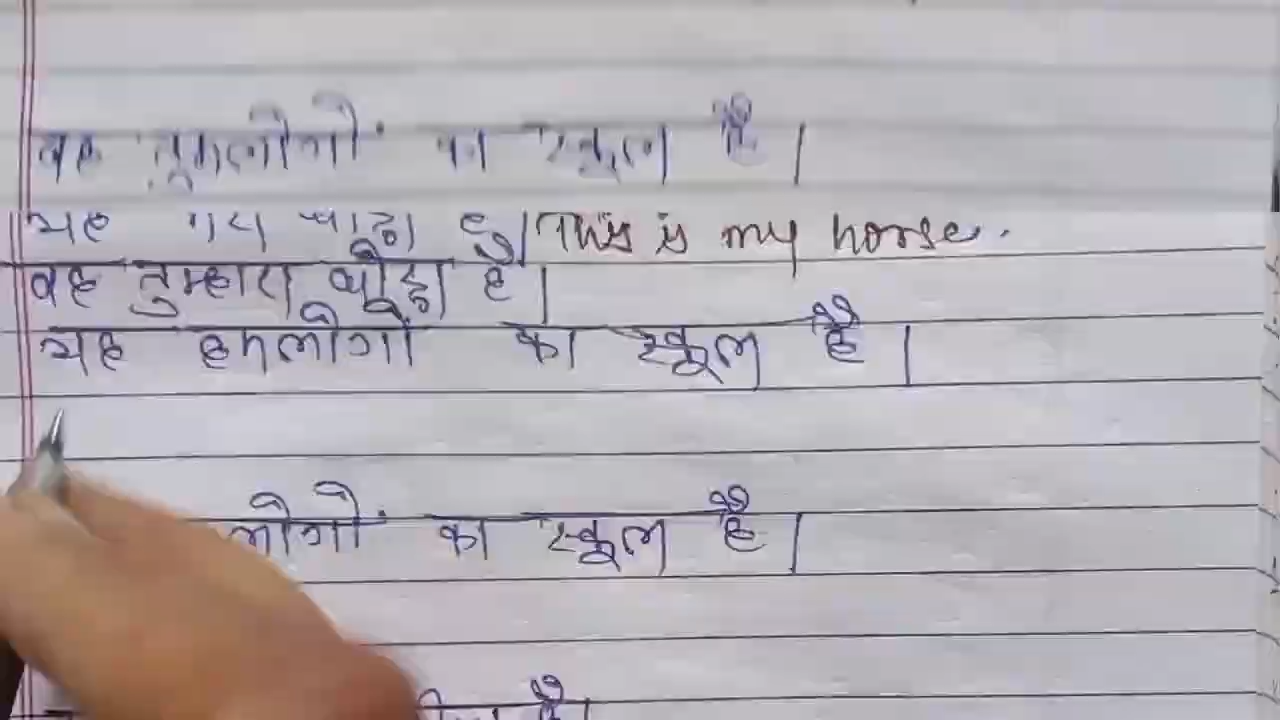 वह तुमलोगों का स्कूल है।
यह मेरा घोड़ा है। This is my horse.
वह तुम्हारा घोड़ा है।
यह हमलोगों का स्कूल है।
लोगों का स्कूल है।
है।